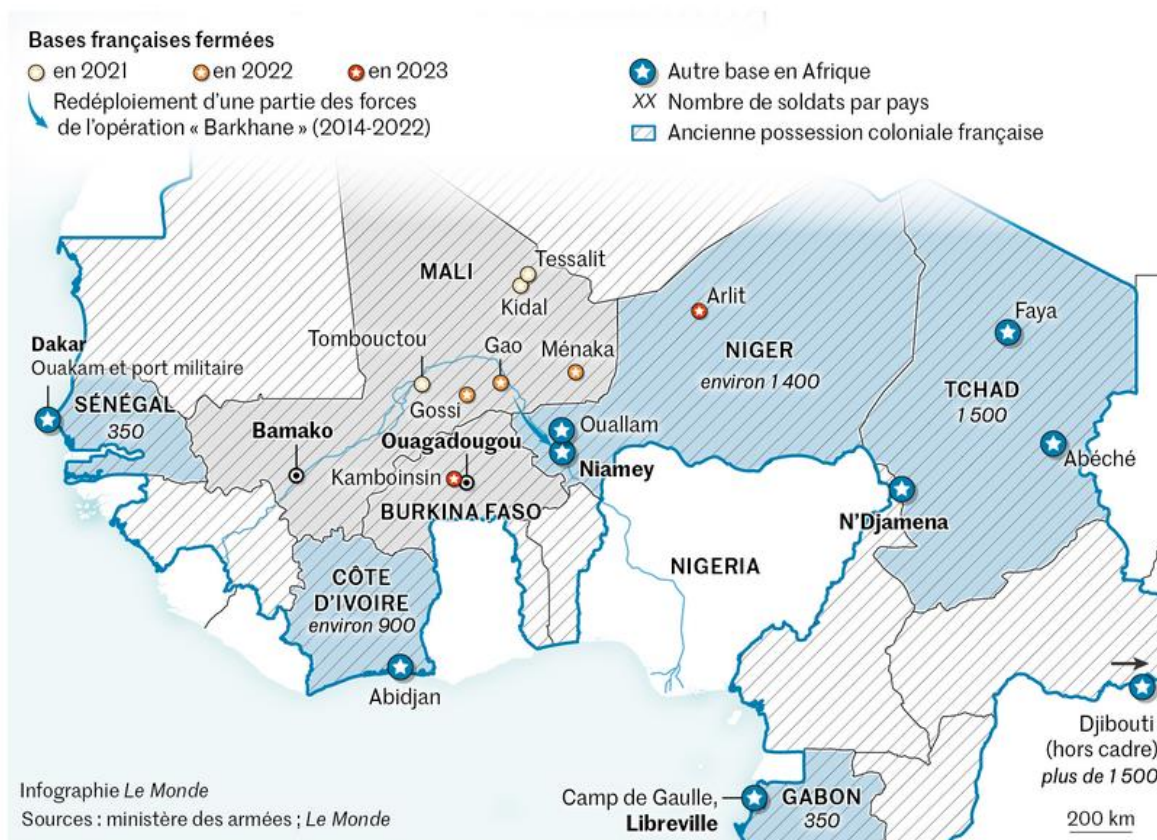 Bases françaises fermées
en 2021
en 2022
en 2023
Redéploiement d'une partie des forces
de l'opération « Barkhane » (2014-2022)
Autre base en Afrique
XX Nombre de soldats par pays
Ancienne possession coloniale française
MALI
Tessalit
Kidal
Arlit
Faya
Tombouctou
Gao
Ménaka
NIGER
environ 1 400
TCHAD
1 500
Dakar
Ouakam et port militaire
SÉNÉGAL
350
Gossi
Bamako
Ouagadougou
Ouallam
Abéché
Kamboinsin
Niamey
BURKINA FASO
N'Djamena
NIGERIA
CÔTE
D'IVOIRE
environ 900
Abidjan
Djibouti
(hors cadre)
plus de 1 500
Camp de Gaulle,
Libreville
GABON
350
200 km
Infographie Le Monde
Sources : ministère des armées ; Le Monde